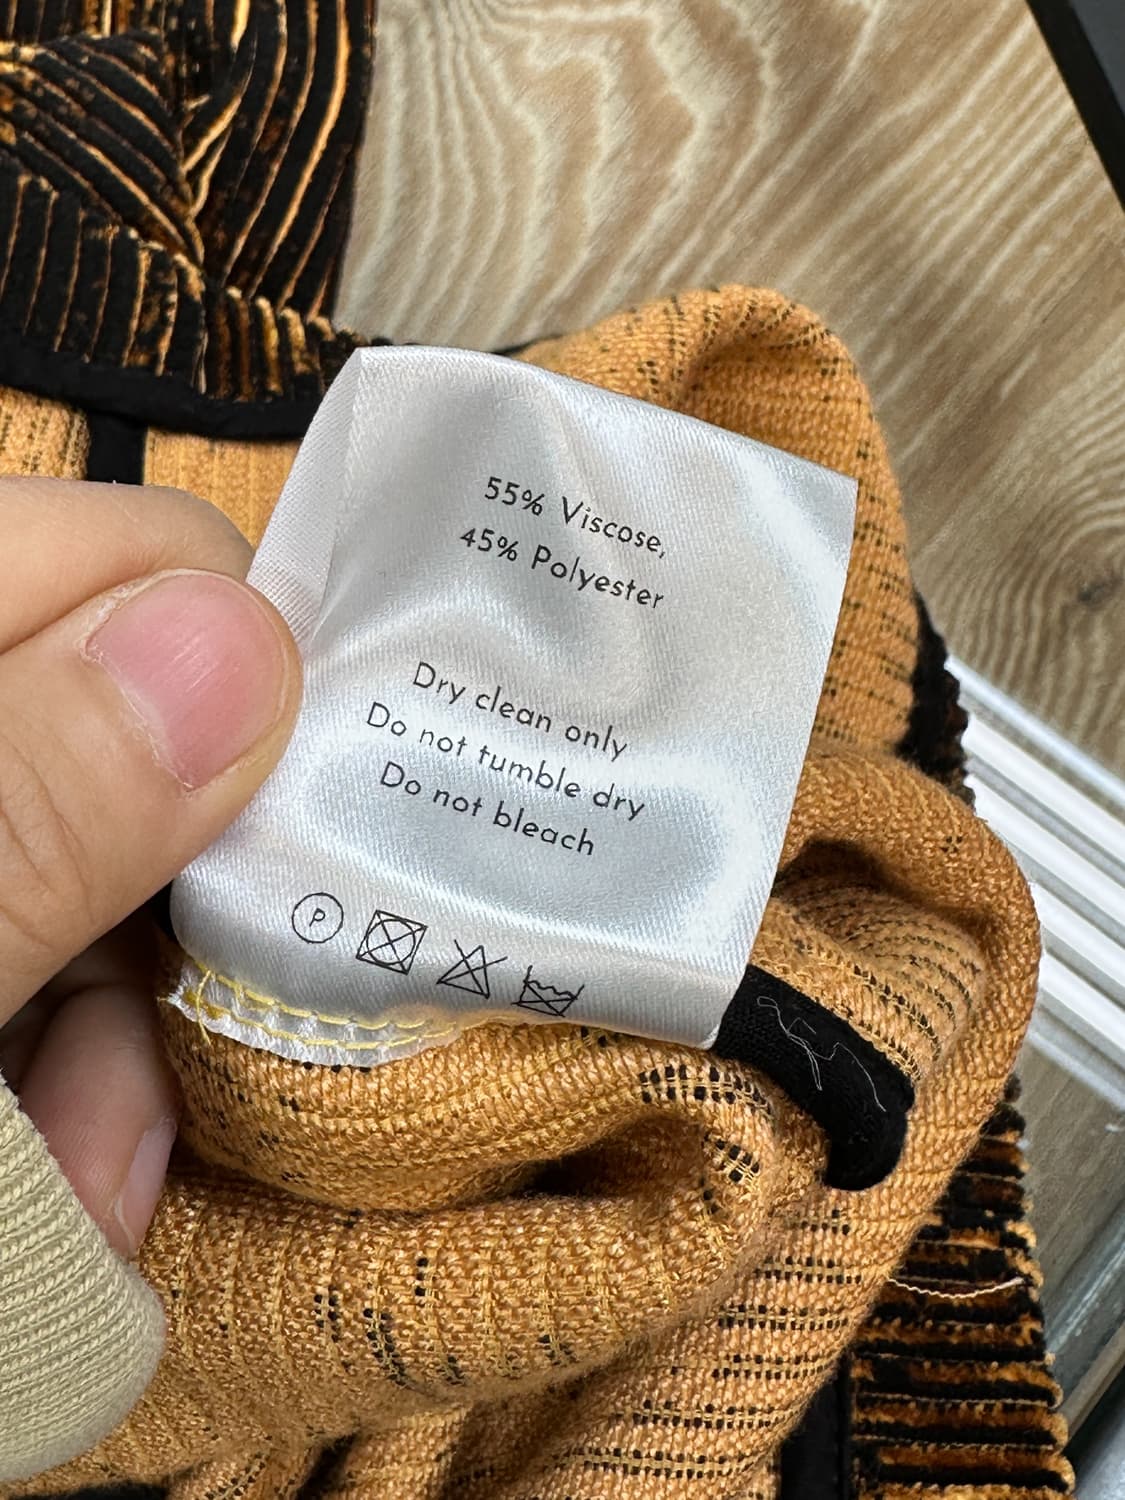 55% Viscose,
45% Polyester
Dry clean only
Do not tumble dry
Do not bleach
P